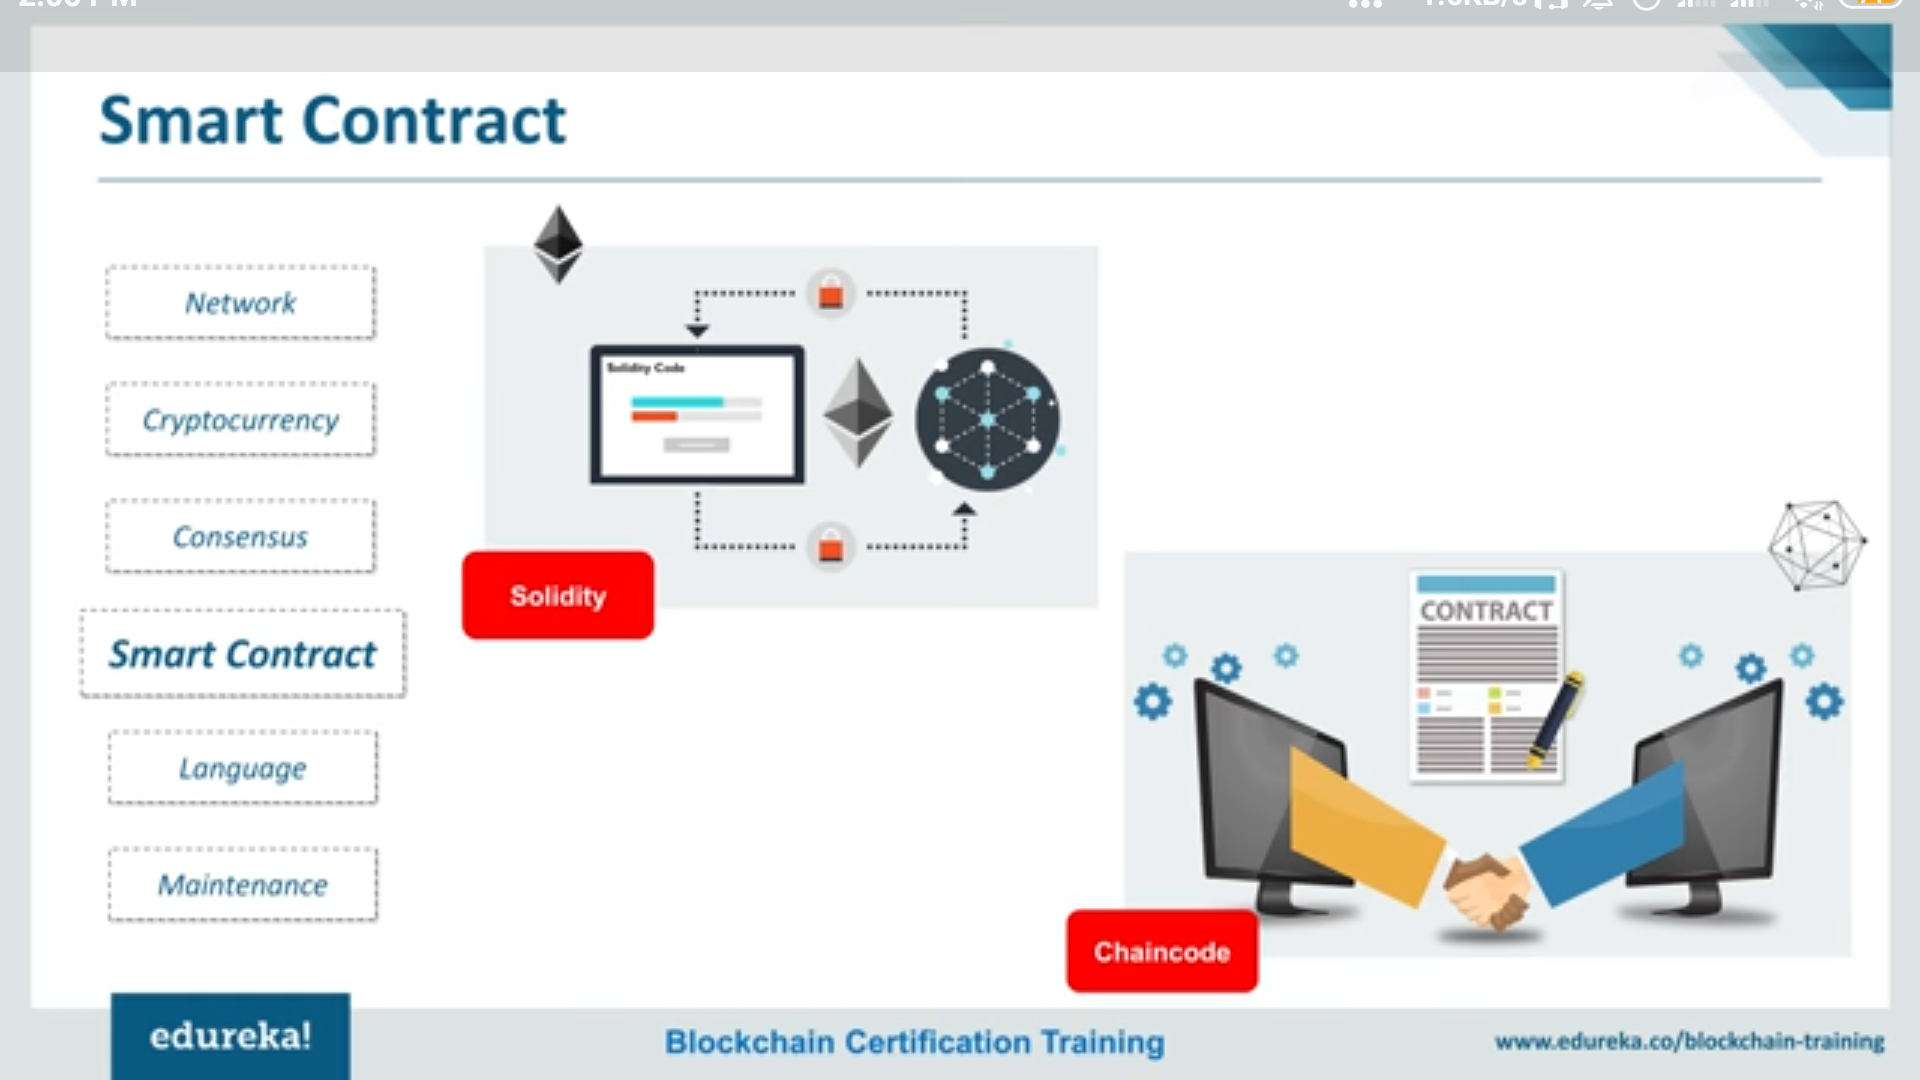 Smart Contract
Network
Cryptocurrency
Consensus
Smart Contract
Language
Maintenance
Solidity Code
Solidity
CONTRACT
Chaincode
edureka!
Blockchain Certification Training
www.edureka.co/blockchain-training